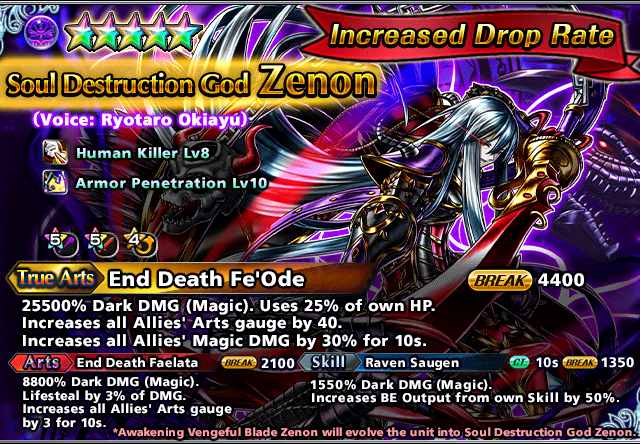 Increased Drop Rate
Soul Destruction God Zenon
(Voice: Ryotaro Okiayu)
Human Killer Lv8
Armor Penetration Lv10
5 5 4
True Arts End Death Fe'Ode BREAK 4400
25500% Dark DMG (Magic). Uses 25% of own HP.
Increases all Allies' Arts gauge by 40.
Increases all Allies' Magic DMG by 30% for 10s.
Arts End Death Faelata BREAK 2100
8800% Dark DMG (Magic).
Lifesteal by 3% of DMG.
Increases all Allies' Arts gauge
by 3 for 10s.
Skill Raven Saugen CT 10s BREAK 1350
1550% Dark DMG (Magic).
Increases BE Output from own Skill by 50%.
*Awakening Vengeful Blade Zenon will evolve the unit into Soul Destruction God Zenon.